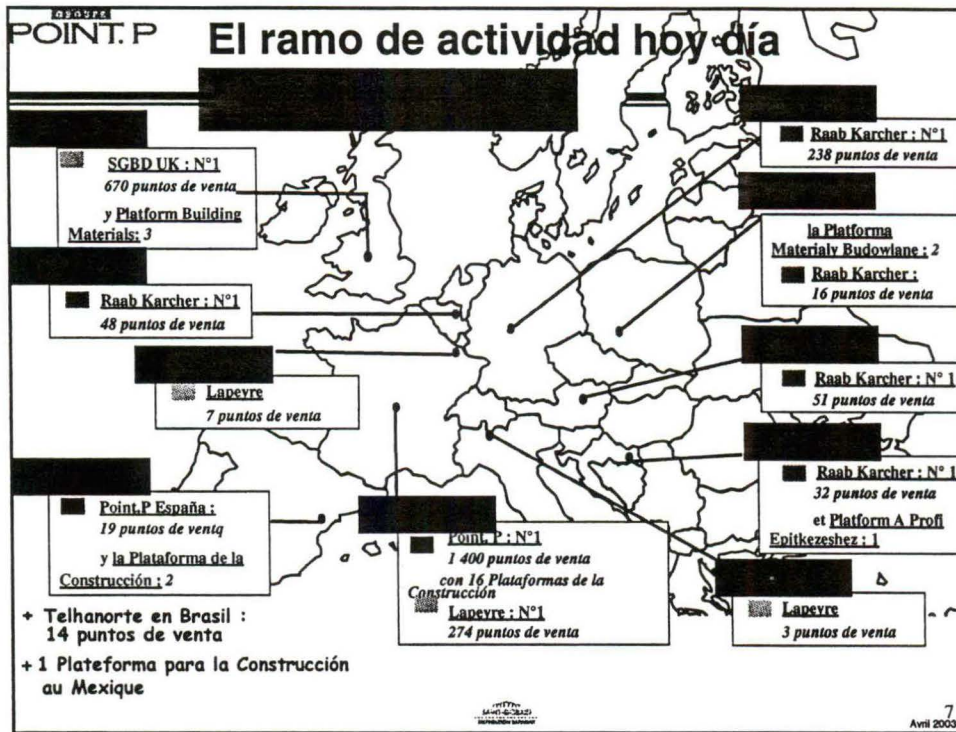 POINT. P
El ramo de actividad hoy día
SGBD UK : N°1
670 puntos de venta
y Platform Building
Materials: 3
Raab Karcher : N°1
48 puntos de venta
Lapeyre
7 puntos de venta
Point.P España :
19 puntos de ventq
y la Plataforma de la
Construcción : 2
+ Telhanorte en Brasil :
14 puntos de venta
+ 1 Plateforma para la Construcción
au Mexique
Point. P : N°1
1 400 puntos de venta
con 16 Plataformas de la
Construcción
Lapeyre : N°1
274 puntos de venta
Raab Karcher : N°1
238 puntos de venta
la Platforma
Materialy Budowlane : 2
Raab Karcher :
16 puntos de venta
Raab Karcher : N° 1
51 puntos de venta
Raab Karcher : N° 1
32 puntos de venta
et Platform A Profi
Epitkezeshez : 1
Lapeyre
3 puntos de venta
7
Avril 2003